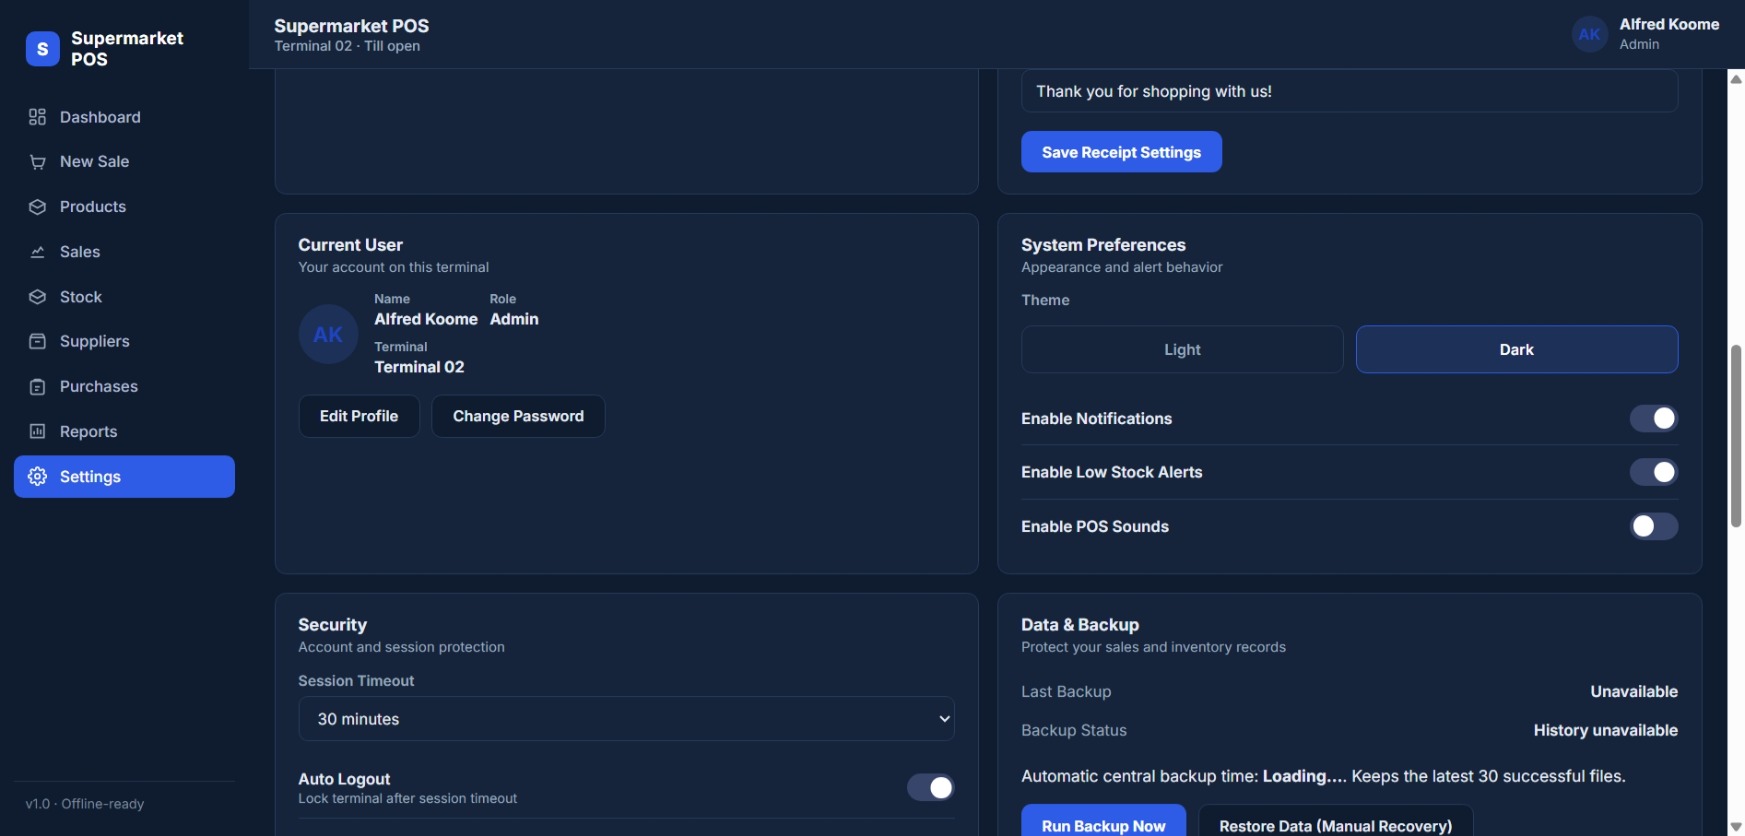 S
Supermarket
POS
Dashboard
New Sale
Products
Sales
Stock
Suppliers
Purchases
Reports
Settings
v1.0 · Offline-ready
Supermarket POS
Terminal 02 · Till open
AK
Alfred Koome
Admin
Thank you for shopping with us!
Save Receipt Settings
Current User
Your account on this terminal
AK
Name Role
Alfred Koome Admin
Terminal
Terminal 02
Edit Profile Change Password
System Preferences
Appearance and alert behavior
Theme
Light Dark
Enable Notifications
Enable Low Stock Alerts
Enable POS Sounds
Security
Account and session protection
Session Timeout
30 minutes
Auto Logout
Lock terminal after session timeout
Data & Backup
Protect your sales and inventory records
Last Backup Unavailable
Backup Status History unavailable
Automatic central backup time: Loading.... Keeps the latest 30 successful files.
Run Backup Now Restore Data (Manual Recovery)